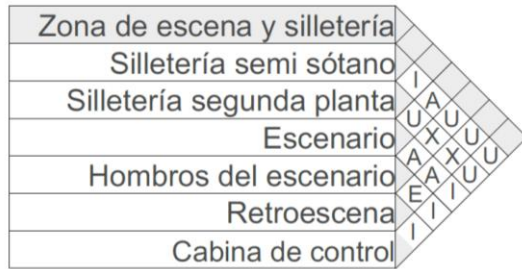 Zona de escena y silletería
Silletería semi sótano
I
Silletería segunda planta A
U U
Escenario X U
A X U
Hombros del escenario A U
E I
Retroescena I
I
Cabina de control